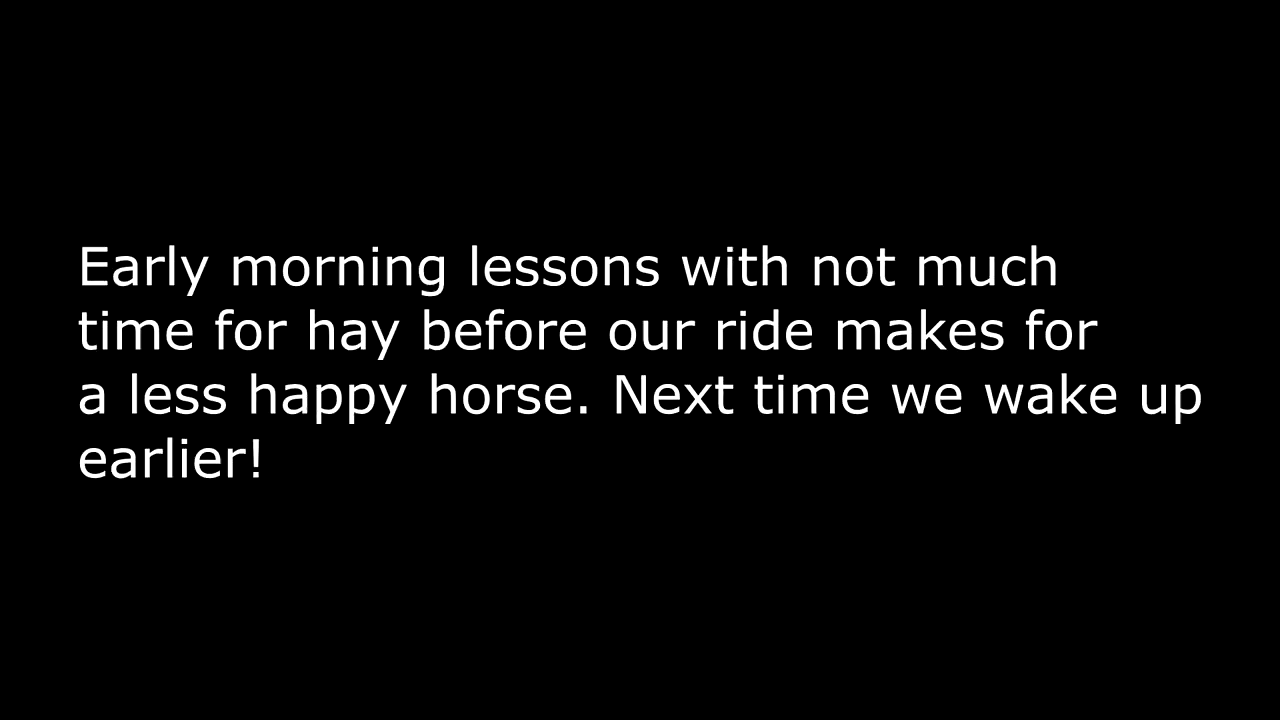 Early morning lessons with not much
time for hay before our ride makes for
a less happy horse. Next time we wake up
earlier!